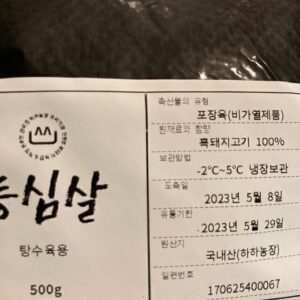 등심살
탕수육용
500g
축산물의 유형
포장육(비가열제품)
원재료와 함량
흑돼지고기 100%
보관방법
-2℃~5℃ 냉장보관
도축일
2023년 5월 8일
유통기한
2023년 5월 29일
원산지
국내산(하하농장)
일련번호
170625400067